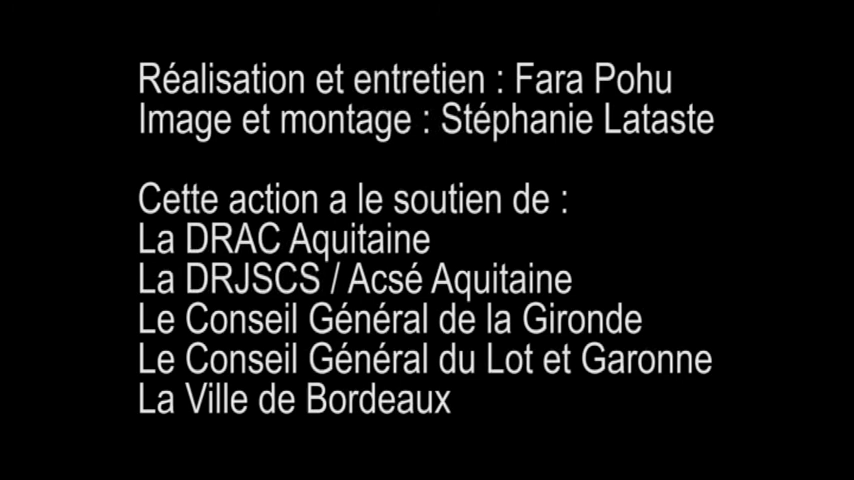 Réalisation et entretien : Fara Pohu
Image et montage : Stéphanie Lataste
Cette action a le soutien de :
La DRAC Aquitaine
La DRJSCS / Acsé Aquitaine
Le Conseil Général de la Gironde
Le Conseil Général du Lot et Garonne
La Ville de Bordeaux